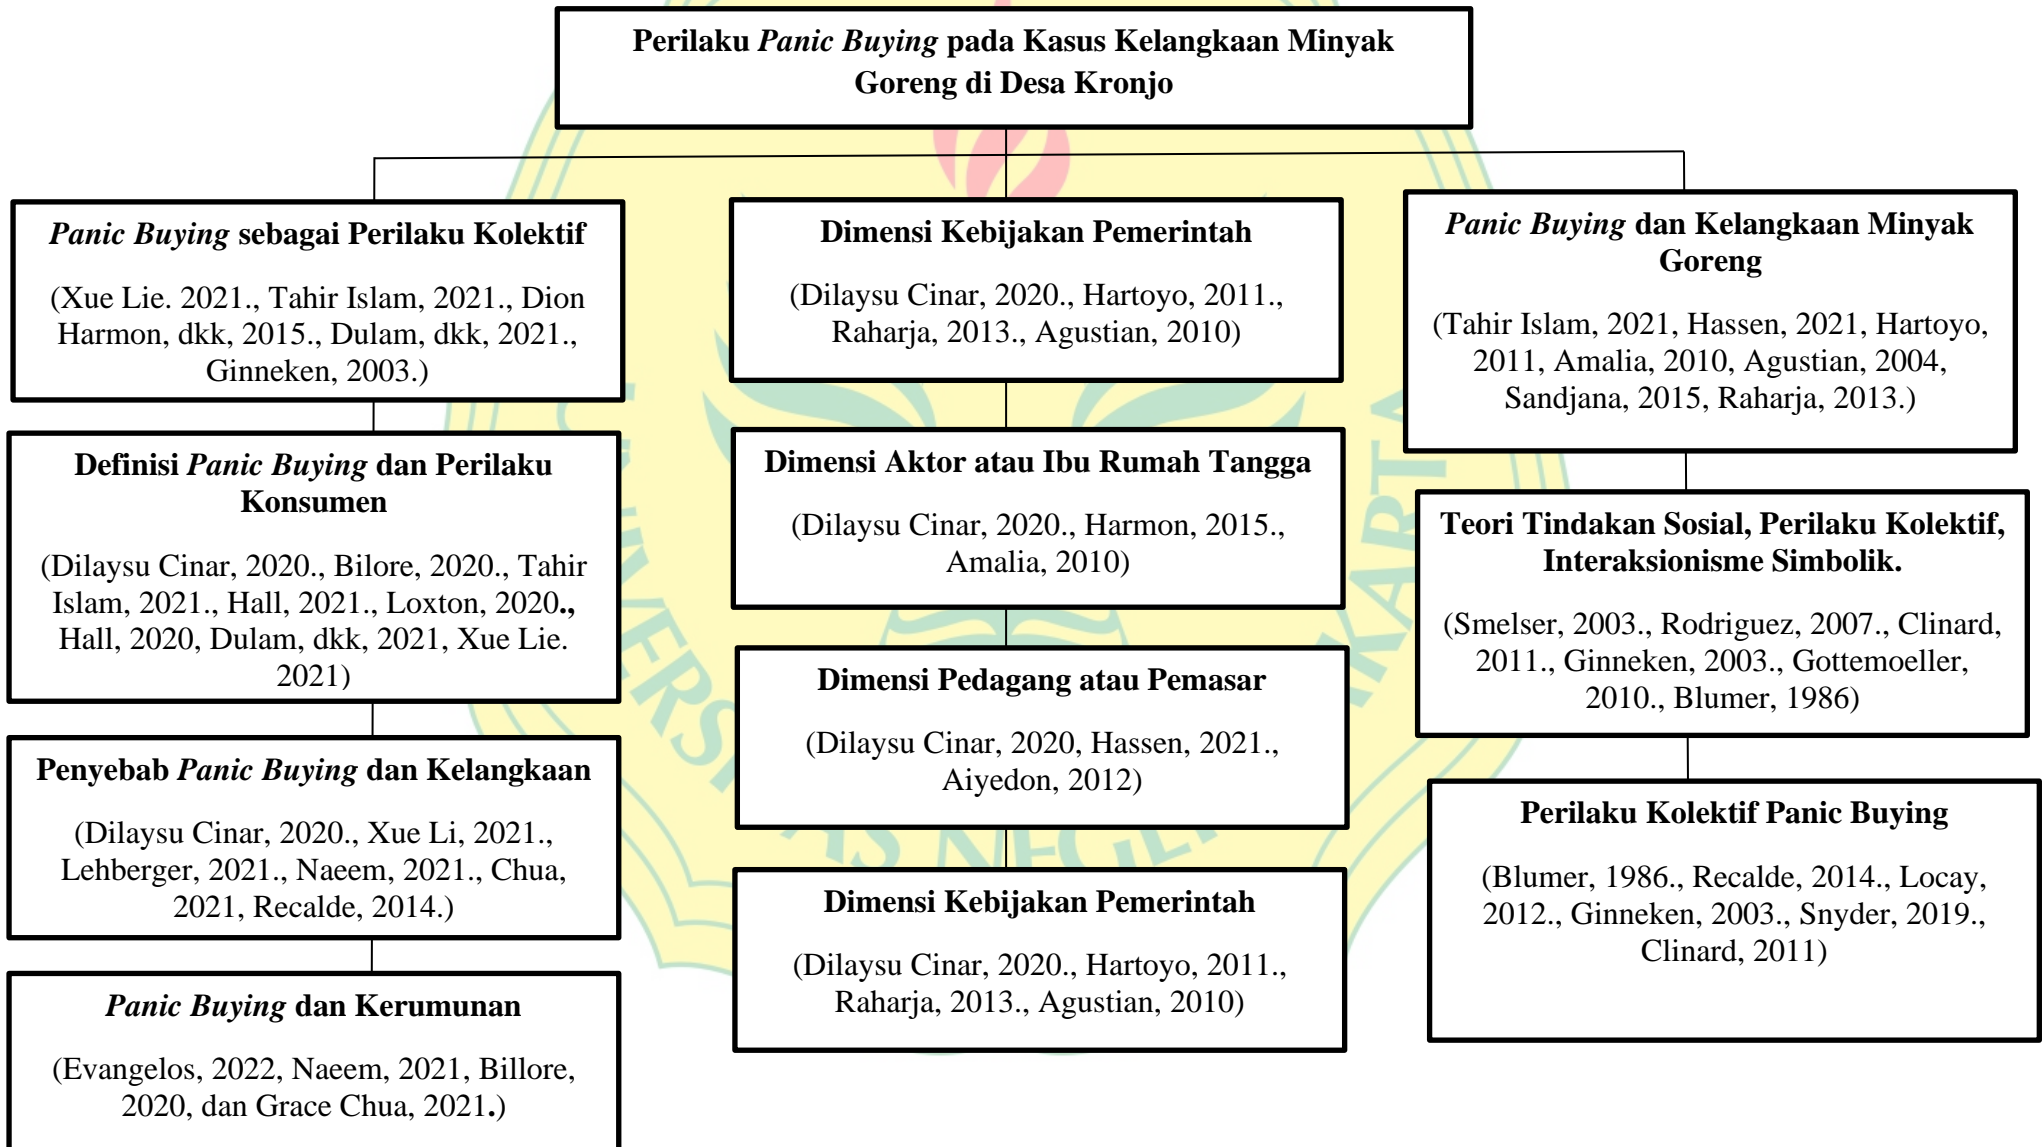 Perilaku Panic Buying pada Kasus Kelangkaan Minyak
Goreng di Desa Kronjo
Panic Buying sebagai Perilaku Kolektif
(Xue Lie. 2021., Tahir Islam, 2021., Dion
Harmon, dkk, 2015., Dulam, dkk, 2021.,
Ginneken, 2003.)
Definisi Panic Buying dan Perilaku
Konsumen
(Dilaysu Cinar, 2020., Bilore, 2020., Tahir
Islam, 2021., Hall, 2021., Loxton, 2020.,
Hall, 2020, Dulam, dkk, 2021, Xue Lie.
2021)
Penyebab Panic Buying dan Kelangkaan
(Dilaysu Cinar, 2020., Xue Li, 2021.,
Lehberger, 2021., Naeem, 2021., Chua,
2021, Recalde, 2014.)
Panic Buying dan Kerumunan
(Evangelos, 2022, Naeem, 2021, Billore,
2020, dan Grace Chua, 2021.)
Dimensi Kebijakan Pemerintah
(Dilaysu Cinar, 2020., Hartoyo, 2011.,
Raharja, 2013., Agustian, 2010)
Dimensi Aktor atau Ibu Rumah Tangga
(Dilaysu Cinar, 2020., Harmon, 2015.,
Amalia, 2010)
Dimensi Pedagang atau Pemasar
(Dilaysu Cinar, 2020, Hassen, 2021.,
Aiyedon, 2012)
Dimensi Kebijakan Pemerintah
(Dilaysu Cinar, 2020., Hartoyo, 2011.,
Raharja, 2013., Agustian, 2010)
Panic Buying dan Kelangkaan Minyak
Goreng
(Tahir Islam, 2021, Hassen, 2021, Hartoyo,
2011, Amalia, 2010, Agustian, 2004,
Sandjana, 2015, Raharja, 2013.)
Teori Tindakan Sosial, Perilaku Kolektif,
Interaksionisme Simbolik.
(Smelser, 2003., Rodriguez, 2007., Clinard,
2011., Ginneken, 2003., Gottemoeller,
2010., Blumer, 1986)
Perilaku Kolektif Panic Buying
(Blumer, 1986., Recalde, 2014., Locay,
2012., Ginneken, 2003., Snyder, 2019.,
Clinard, 2011)